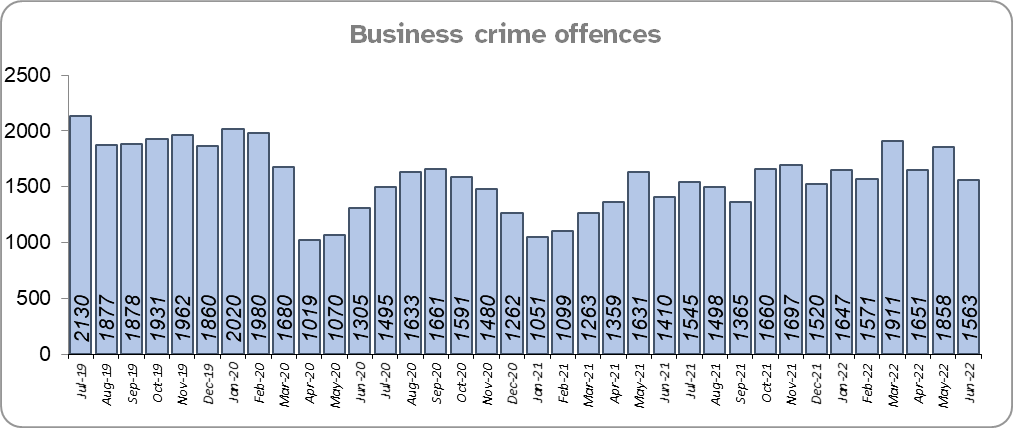 Business crime offences
2500
2000
1500
1000
500
0
2130 1877 1878 1931 1962 1860 2020 1980 1680 1019 1070 1305 1495 1633 1661 1591 1480 1262 1051 1099 1263 1359 1631 1410 1545 1498 1365 1660 1697 1520 1647 1571 1911 1651 1858 1563
Jul-19 Aug-19 Sep-19 Oct-19 Nov-19 Dec-19 Jan-20 Feb-20 Mar-20 Apr-20 May-20 Jun-20 Jul-20 Aug-20 Sep-20 Oct-20 Nov-20 Dec-20 Jan-21 Feb-21 Mar-21 Apr-21 May-21 Jun-21 Jul-21 Aug-21 Sep-21 Oct-21 Nov-21 Dec-21 Jan-22 Feb-22 Mar-22 Apr-22 May-22 Jun-22